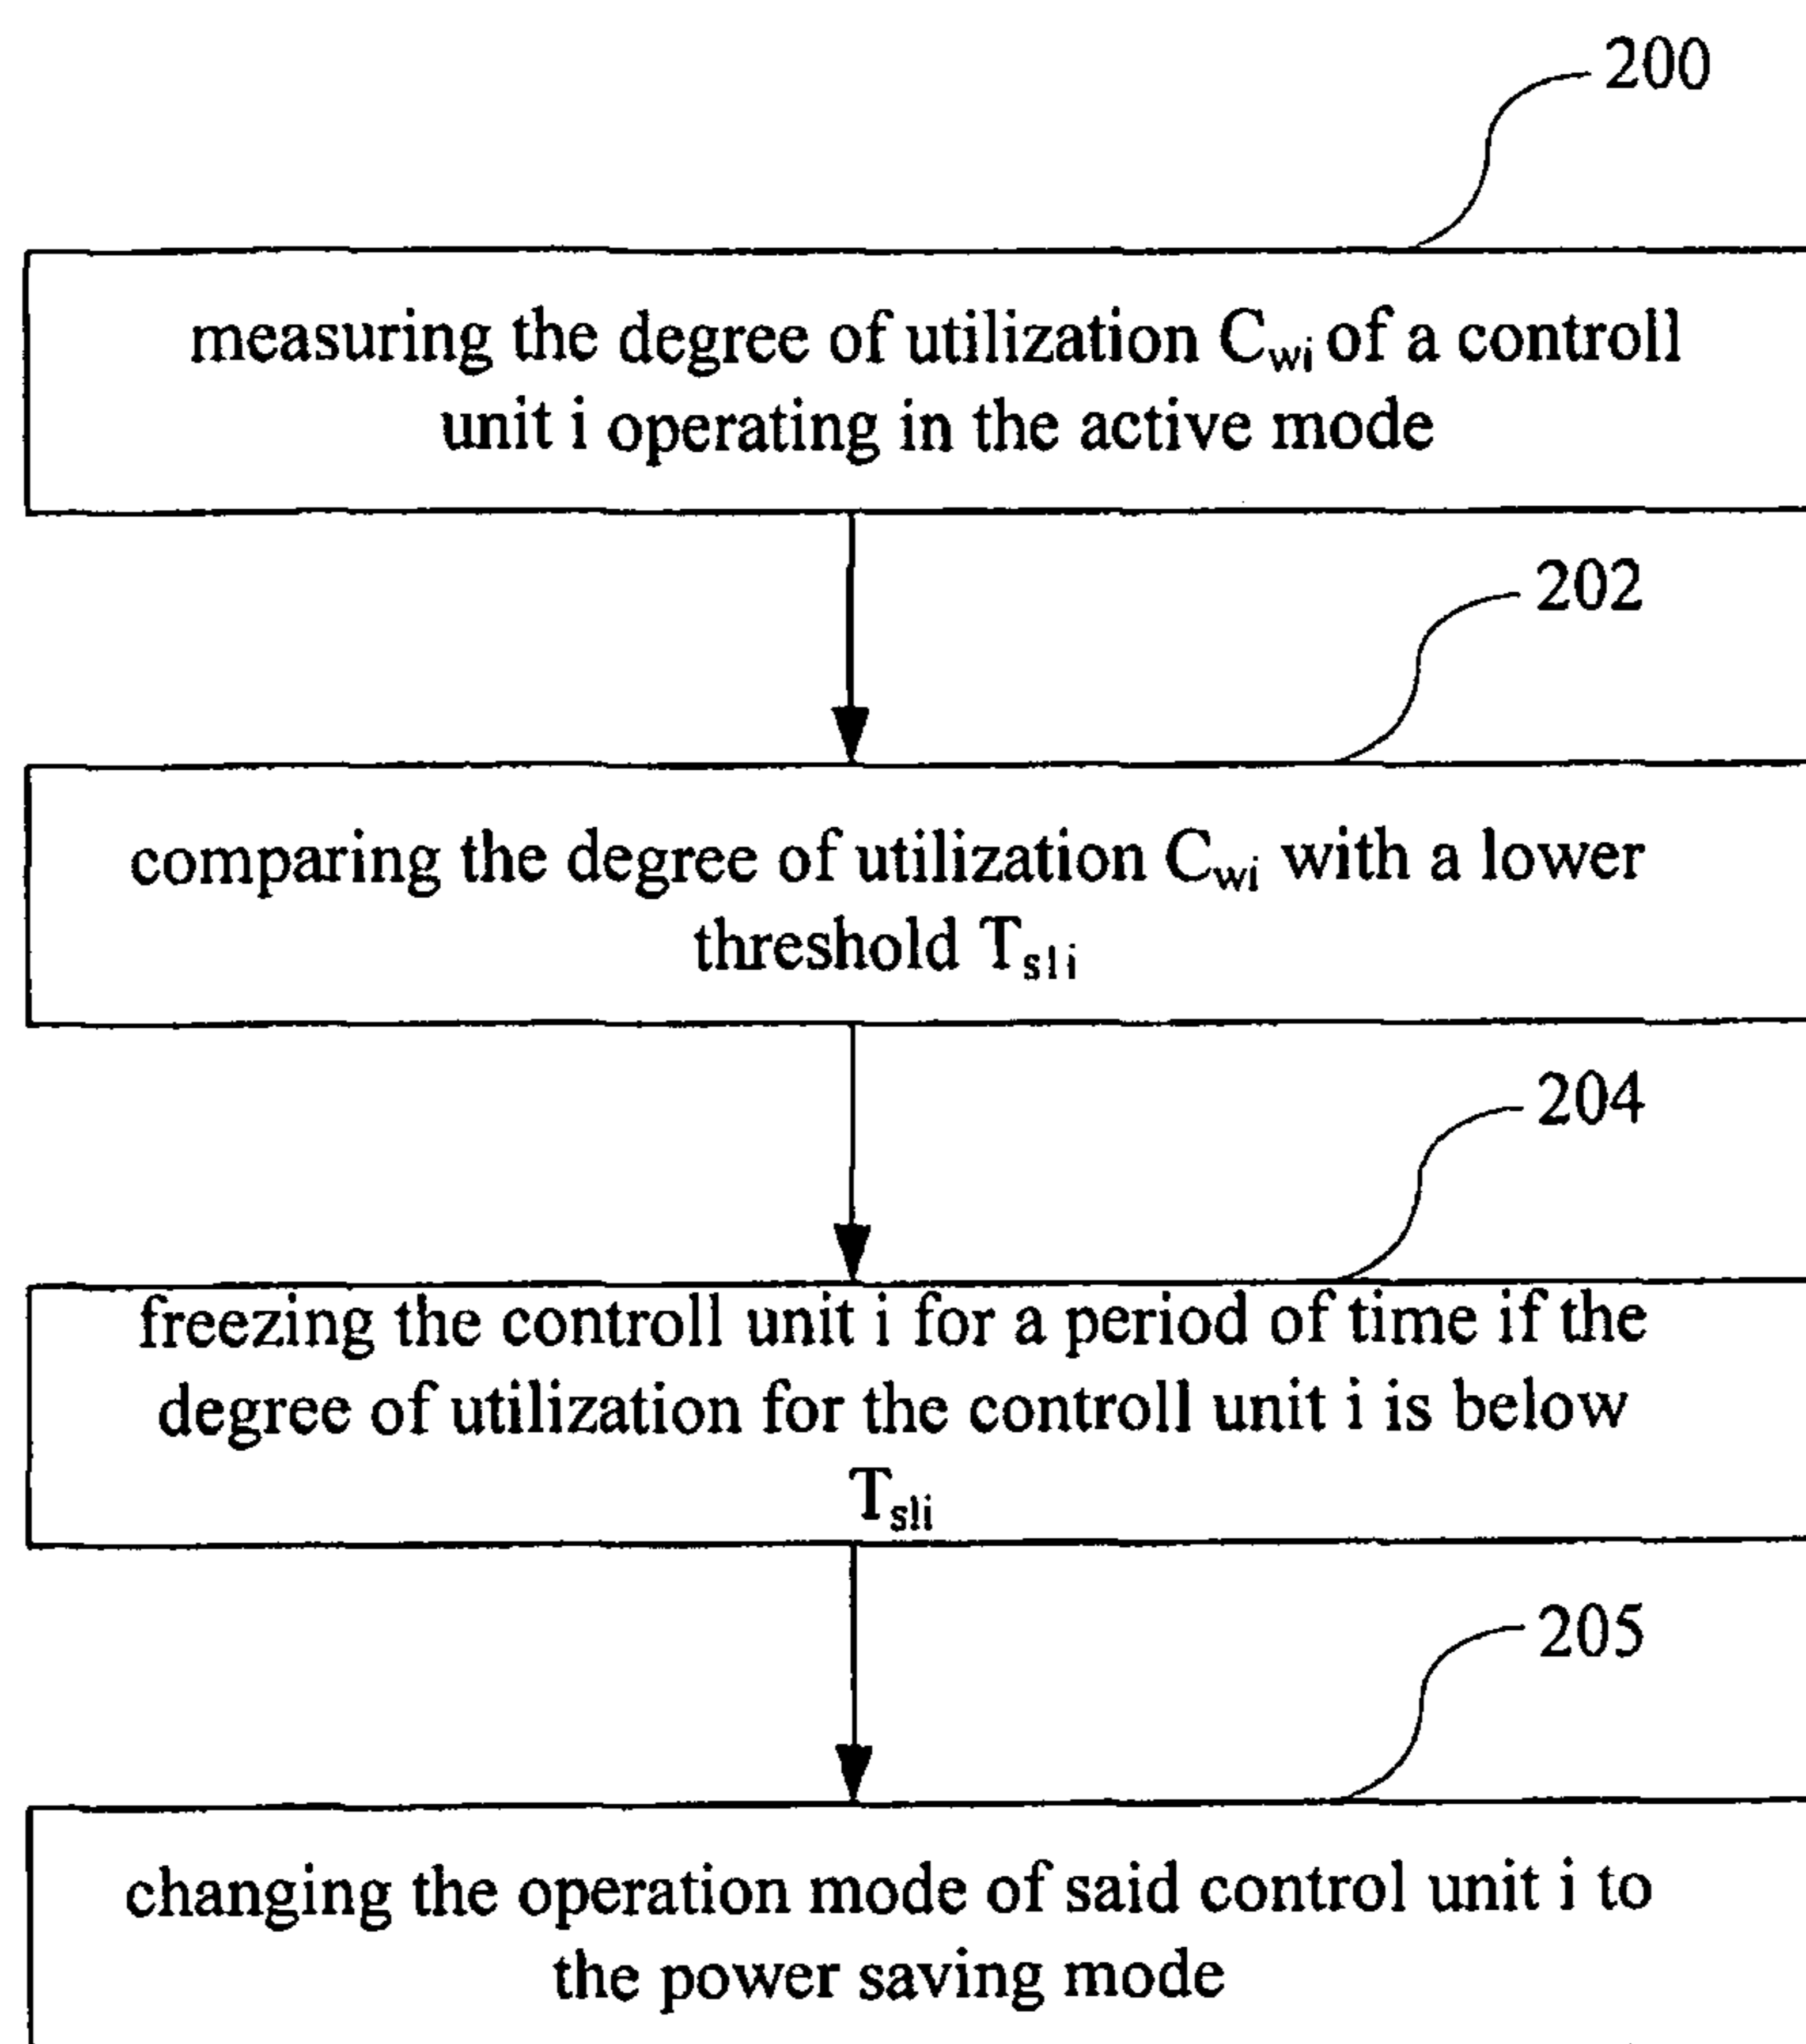 200
measuring the degree of utilization Cwi of a controll
unit i operating in the active mode
202
comparing the degree of utilization Cwi with a lower
threshold Tsli
204
freezing the controll unit i for a period of time if the
degree of utilization for the controll unit i is below
Tsli
205
changing the operation mode of said control unit i to
the power saving mode